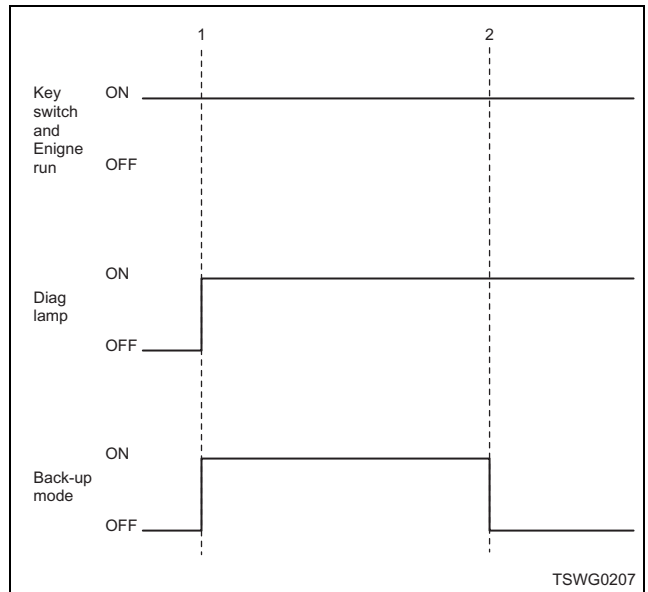 1 2
Key
switch
and
Enigne
run
ON
OFF
Diag
lamp
ON
OFF
Back-up
mode
ON
OFF
TSWG0207